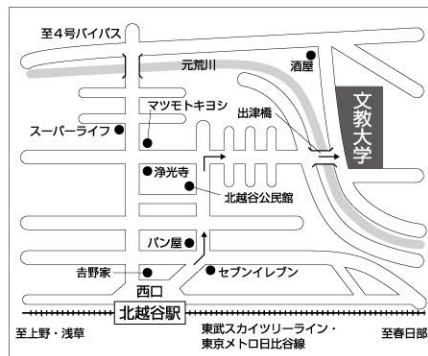 至4号バイパス
元荒川
酒屋
マツモトキヨシ
出津橋
文教大学
スーパーライフ
浄光寺
北越谷公民館
パン屋
吉野家
セブンイレブン
西口
北越谷駅
至上野・浅草
東武スカイツリーライン・
東京メトロ日比谷線
至春日部